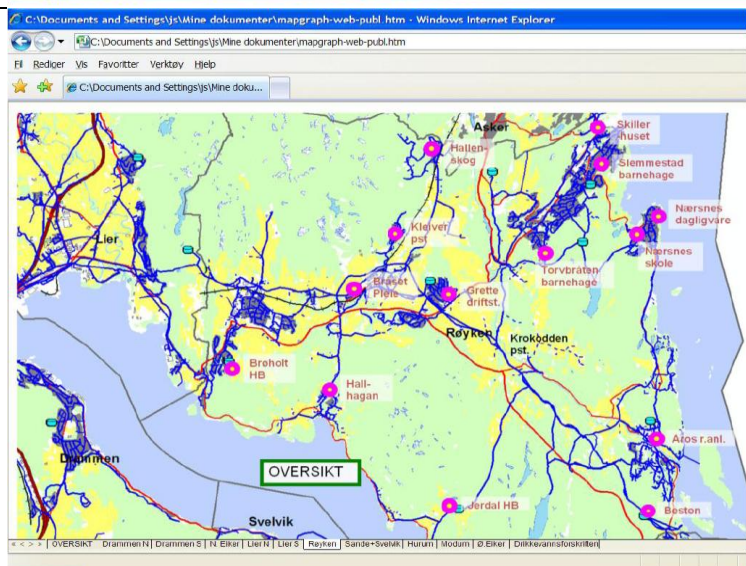 C:\Documents and Settings\js\Mine dokumenter\mapgraph-web-publ.htm - Windows Internet Explorer
C:\Documents and Settings\js\Mine dokumenter\mapgraph-web-publ.htm
Fil Rediger Vis Favoritter Verktøy Hjelp
C:\Documents and Settings\js\Mine doku...
Asker
Skiller
huset
Hallen-
skog
Slemmestad
barnehage
Nærsnes
dagligvare
Lier
Kleiver
pst
Nærsnes
skole
Torvbråten
barnehage
Bråset
Pleie
Grette
driftst.
Røyken
Krokodden
pst.
Breholt
HB
Hall-
hagan
Åros r.anl.
Drammen
OVERSIKT
Jerdal HB
Boston
Svelvik
« < > » | OVERSIKT Drammen N | Drammen S | N. Eiker | Lier N | Lier S | Røyken | Sande+Svelvik | Hurum | Modum | Ø.Eiker | Drikkevannsforskriften